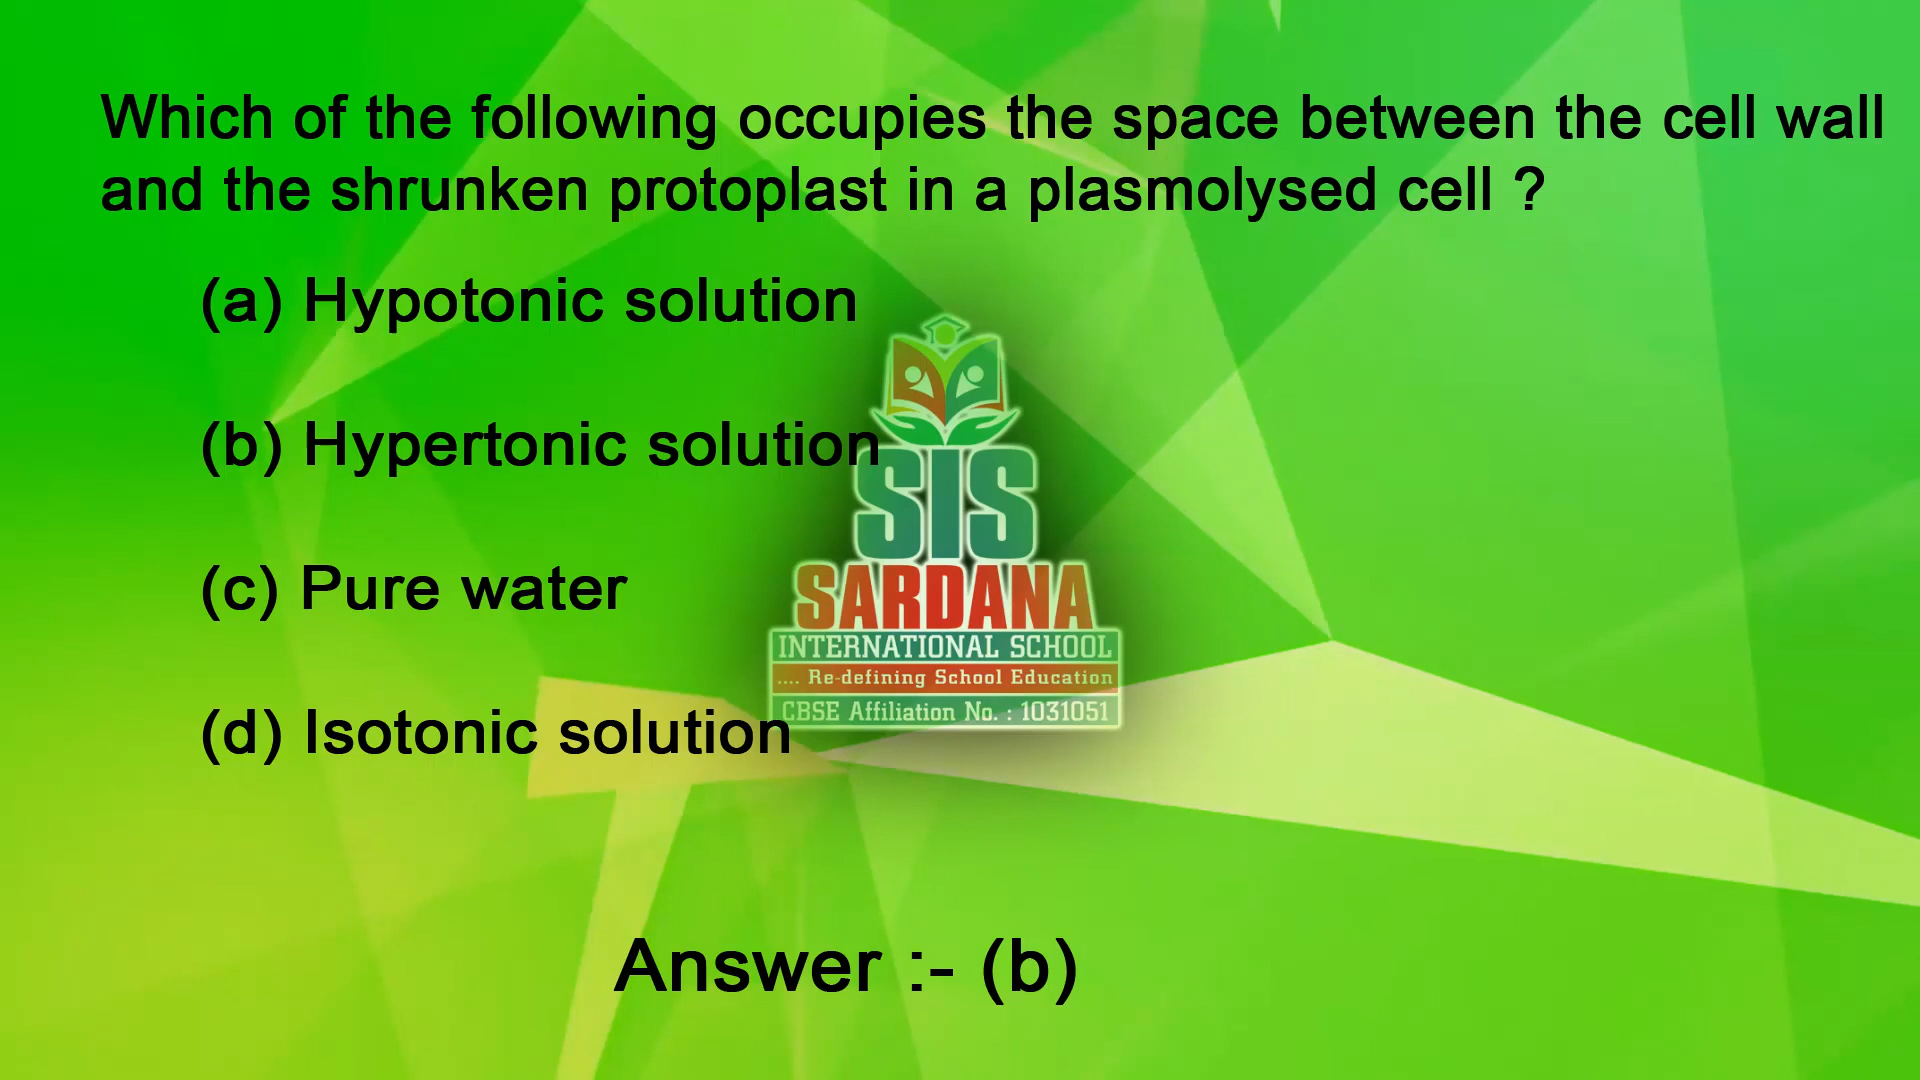 Which of the following occupies the space between the cell wall
and the shrunken protoplast in a plasmolysed cell ?
(a) Hypotonic solution
(b) Hypertonic solution
(c) Pure water
(d) Isotonic solution
SIS
SARDANA
INTERNATIONAL SCHOOL
.... Re-defining School Education
CBSE Affiliation No. : 1031051
Answer :- (b)